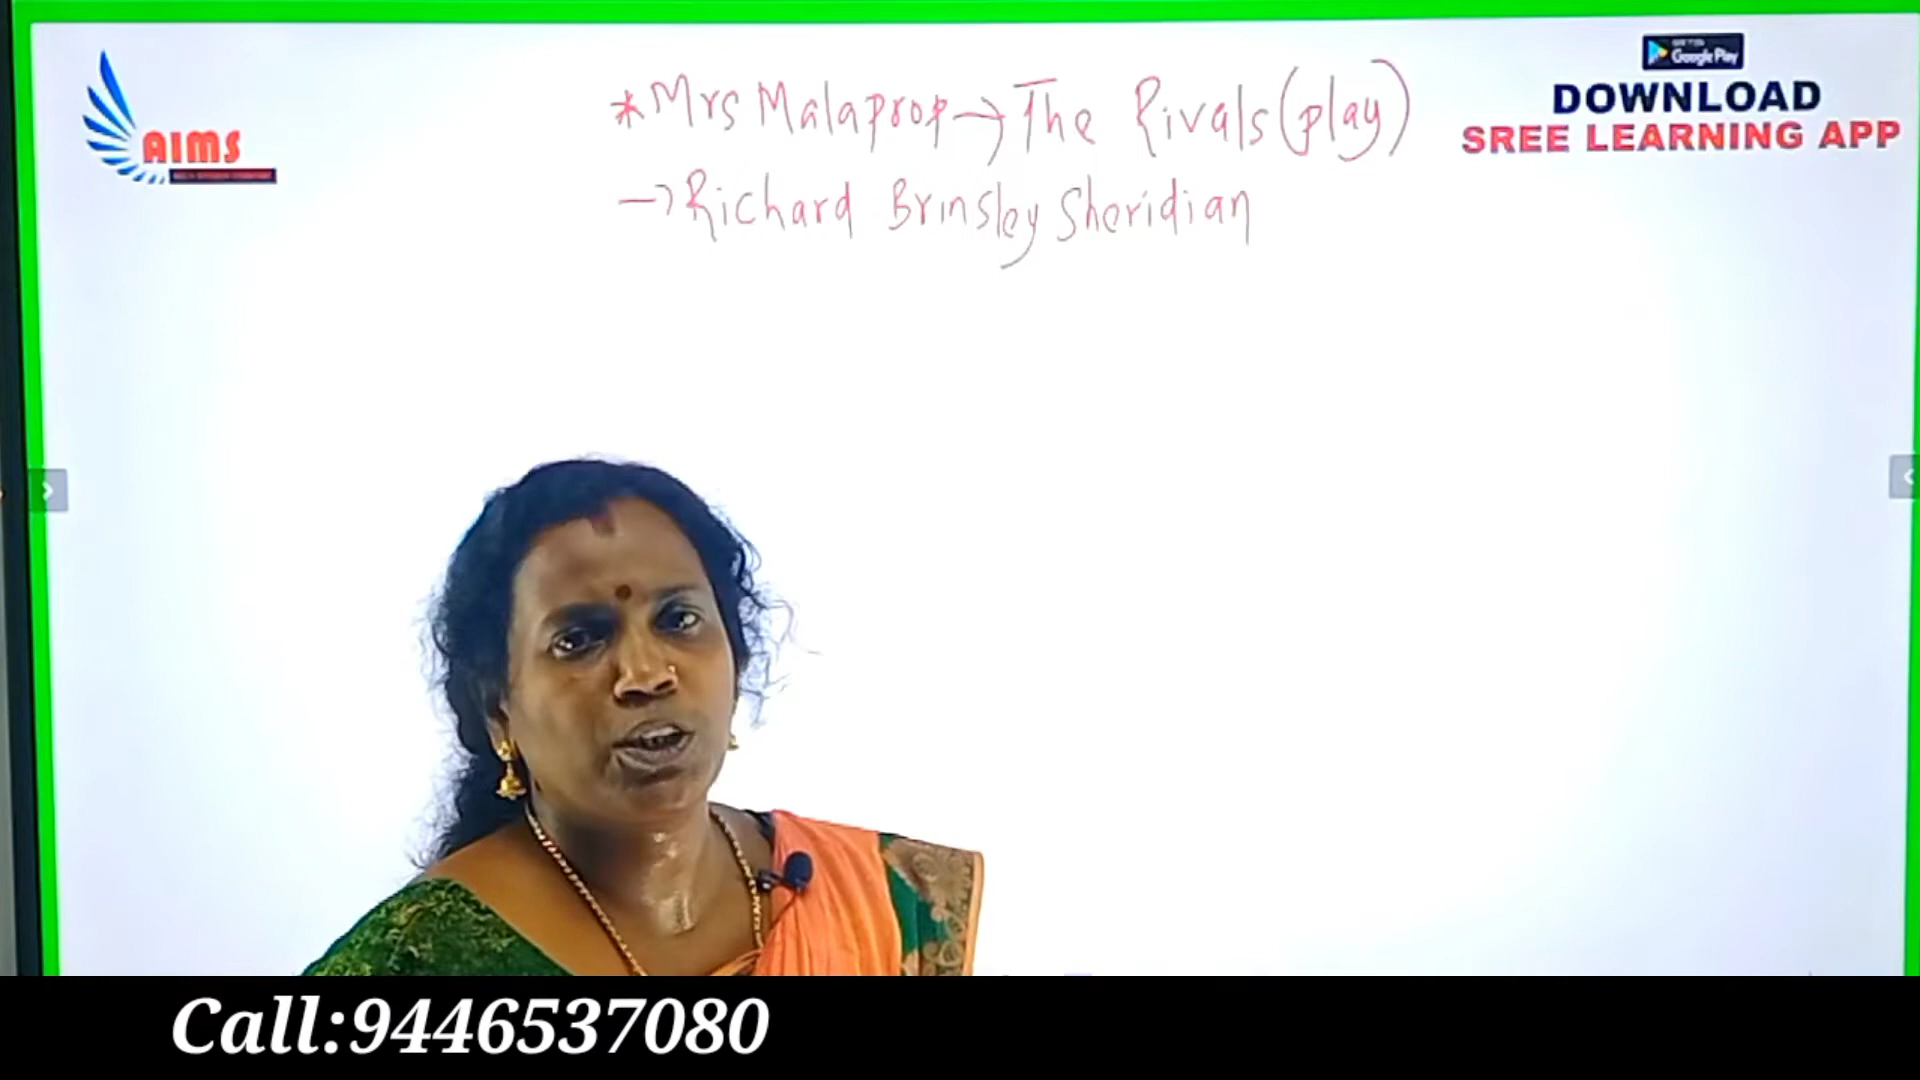 *Mrs Malaprop→The Rivals(play)
→Richard Brinsley Sheridian
AIMS
Google Play
DOWNLOAD
SREE LEARNING APP
Call:9446537080